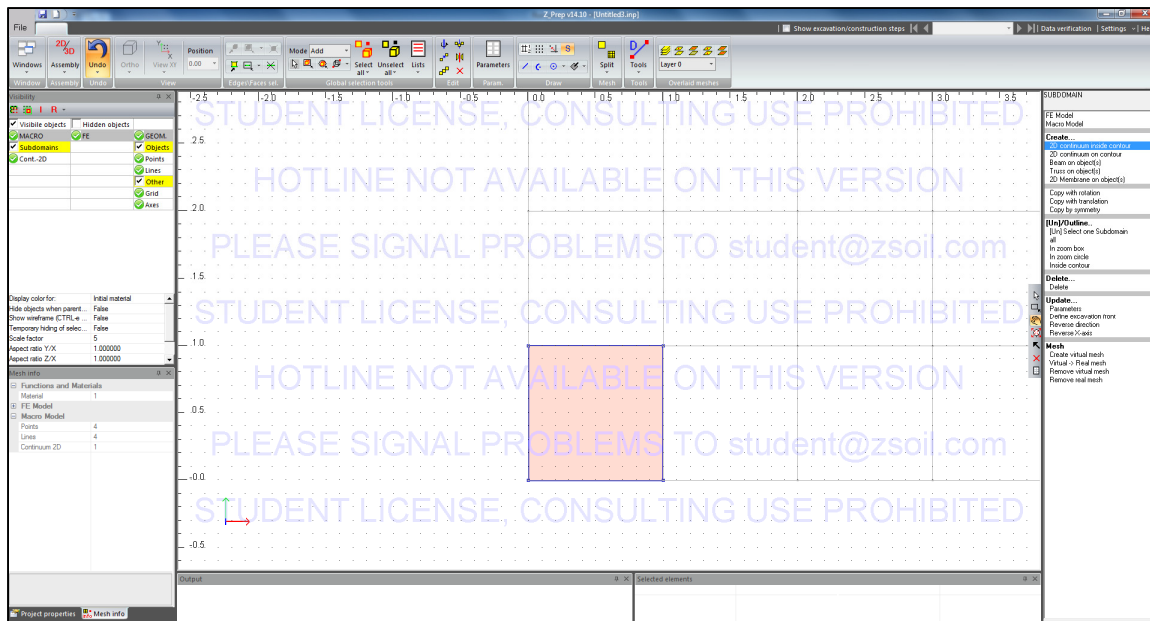 Z_Prep v14.10 - [Untitled3.inp]
File
Show excavation/construction steps
Data verification
Settings
He
Windows
Assembly
Undo
Ortho
View XY
Position
0.00
Mode
Add
Select all
Unselect all
Lists
Parameters
Split
Tools
Layer 0
Window
Assembly
Undo
View
Edges\Faces sel.
Global selection tools
Edit
Param.
Draw
Mesh
Tools
Overlaid meshes
Visibility
R
Visibile objects
Hidden objects
MACRO
FE
GEOM.
Subdomains
Objects
Cont.-2D
Points
Lines
Other
Grid
Axes
Display color for:
Initial material
Hide objects when parent...
False
Show wireframe (CTRL-e ...
False
Temporary hiding of selec...
False
Scale factor
5
Aspect ratio Y/X
1.000000
Aspect ratio Z/X
1.000000
Mesh info
Functions and Materials
Material
1
FE Model
Macro Model
Points
4
Lines
4
Continuum 2D
1
Project properties
Mesh info
-2.5
-2.0
-1.5
-1.0
-0.5
0.0
0.5
1.0
1.5
2.0
2.5
3.0
3.5
STUDENT LICENSE, CONSULTING USE PROHIBITED
2.5
HOTLINE NOT AVAILABLE ON THIS VERSION
2.0
PLEASE SIGNAL PROBLEMS TO student@zsoil.com
1.5
STUDENT LICENSE, CONSULTING USE PROHIBITED
1.0
HOTLINE NOT AVAILABLE ON THIS VERSION
0.5
PLEASE SIGNAL PROBLEMS TO student@zsoil.com
-0.0
STUDENT LICENSE, CONSULTING USE PROHIBITED
-0.5
Output
Selected elements
SUBDOMAIN
FE Model
Macro Model
Create...
2D continuum inside contour
2D continuum on contour
Beam on object(s)
Truss on object(s)
2D Membrane on object(s)
Copy with rotation
Copy with translation
Copy by symmetry
[Un]/Outline...
[Un] Select one Subdomain
all
In zoom box
In zoom circle
Inside contour
Delete...
Delete
Update...
Parameters
Define excavation front
Reverse direction
Reverse X-axis
Mesh
Create virtual mesh
Virtual -> Real mesh
Remove virtual mesh
Remove real mesh